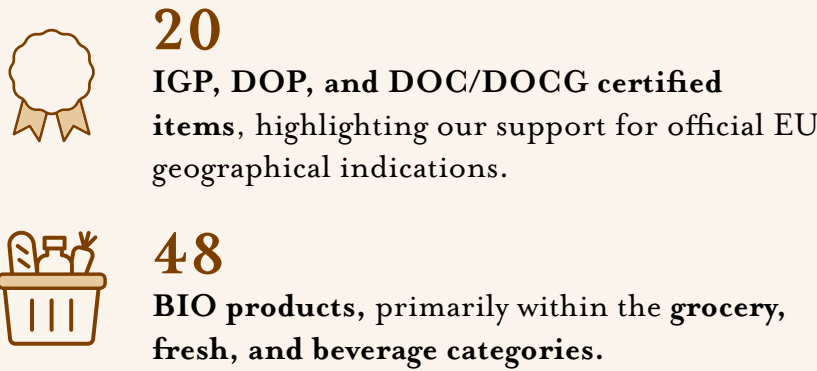 20
IGP, DOP, and DOC/DOCG certified
items, highlighting our support for official EU
geographical indications.
48
BIO products, primarily within the grocery,
fresh, and beverage categories.